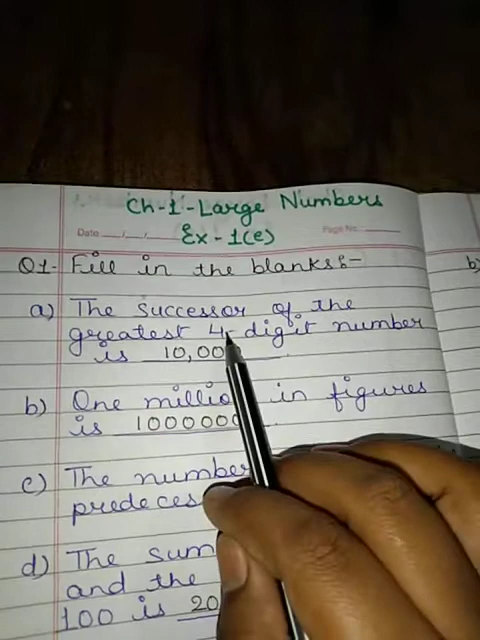 Ch-1-Large Numbers
Date Ex-1(e) Page No.
Q1- Fill in the blanks:-
a) The successor of the
greatest 4-digit number
is 10,00
b) One million in figures
is 1000000
c) The number
predeces
d) The sum
and the
100 is 20
b)